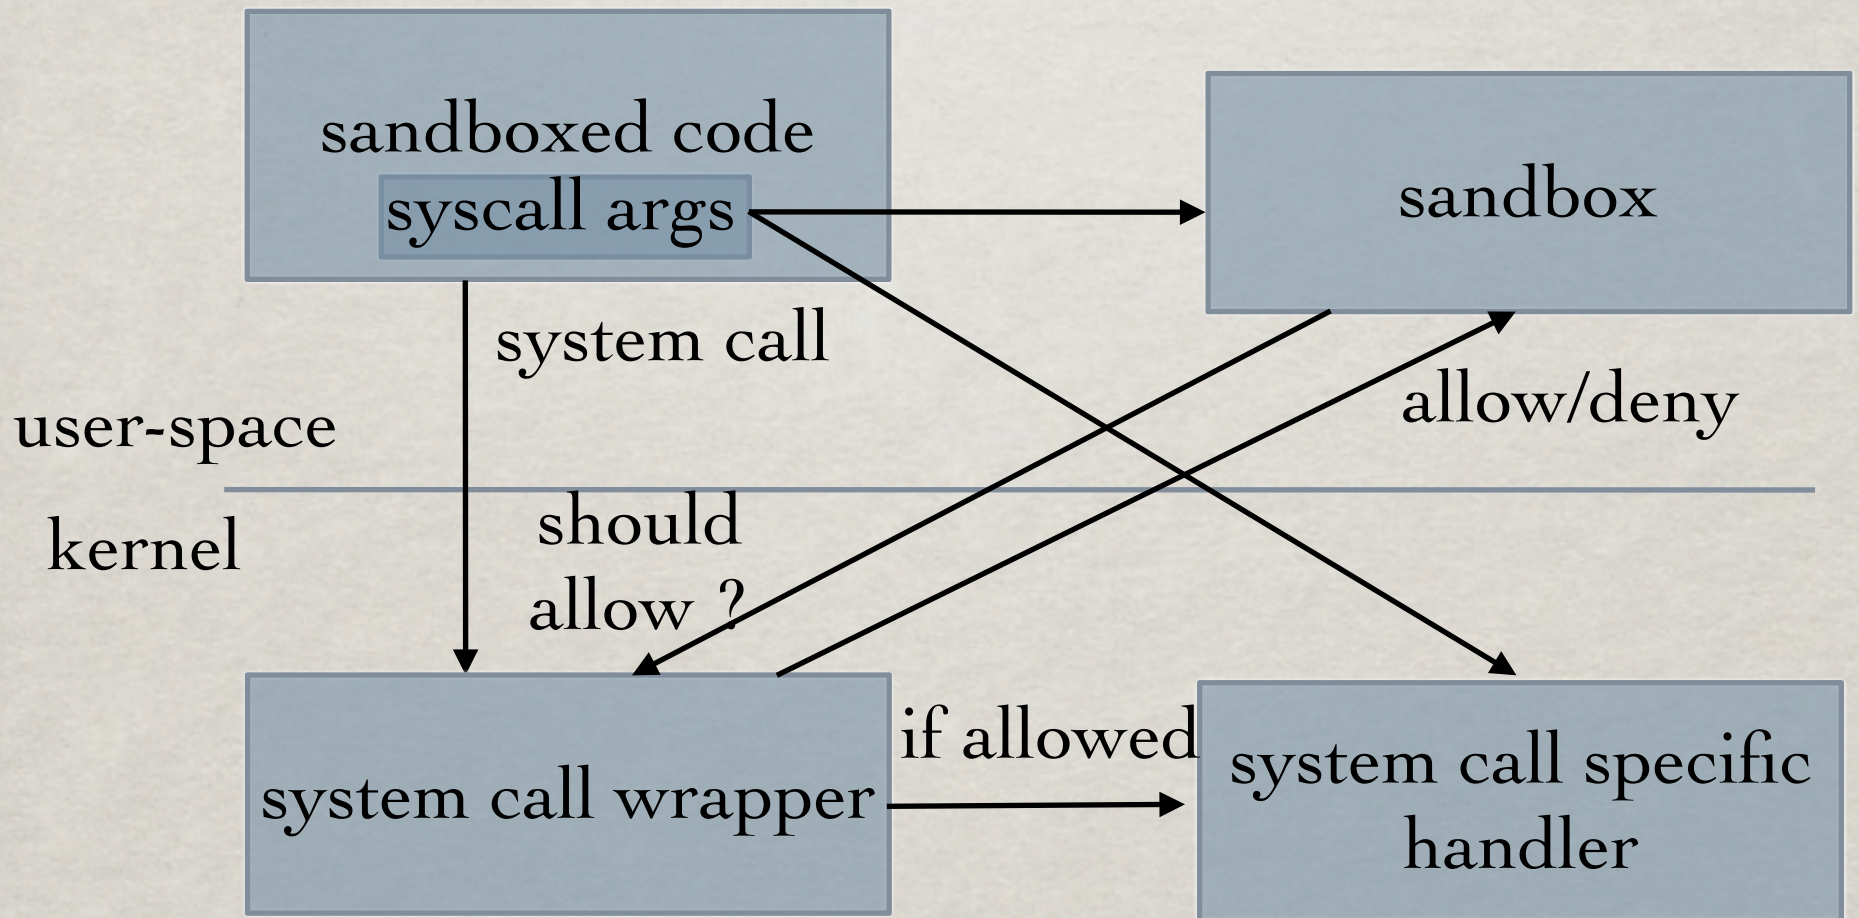 sandboxed code
syscall args
sandbox
system call
allow/deny
user-space
should
allow ?
kernel
if allowed
system call wrapper
system call specific
handler